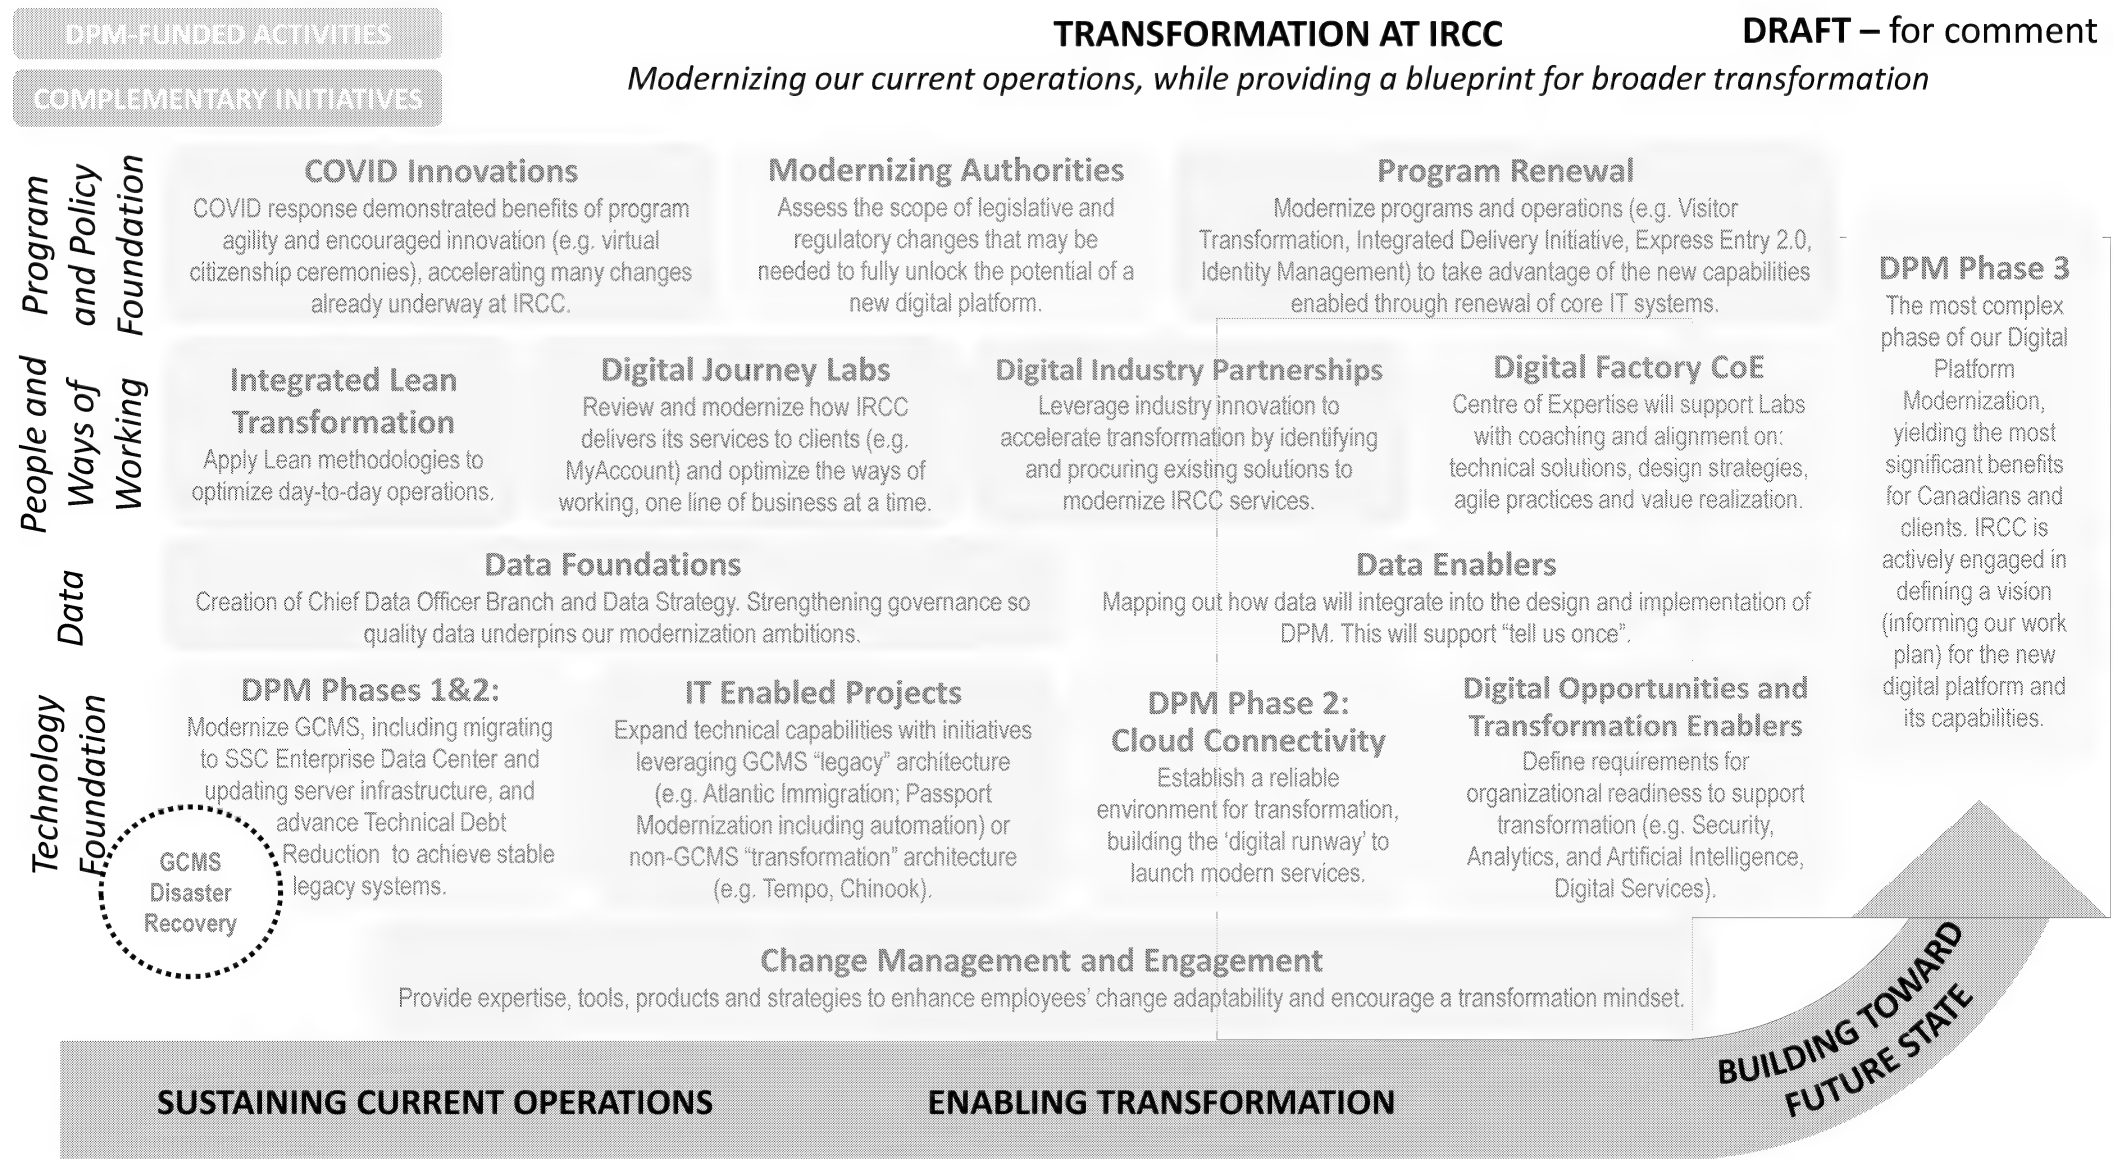 DPM-FUNDED ACTIVITIES
COMPLEMENTARY INITIATIVES
TRANSFORMATION AT IRCC
DRAFT – for comment
Modernizing our current operations, while providing a blueprint for broader transformation
Program
and Policy
Foundation
COVID Innovations
COVID response demonstrated benefits of program
agility and encouraged innovation (e.g. virtual
citizenship ceremonies), accelerating many changes
already underway at IRCC.
Modernizing Authorities
Assess the scope of legislative and
regulatory changes that may be
needed to fully unlock the potential of a
new digital platform.
Program Renewal
Modernize programs and operations (e.g. Visitor
Transformation, Integrated Delivery Initiative, Express Entry 2.0,
Identity Management) to take advantage of the new capabilities
enabled through renewal of core IT systems.
People and
Ways of
Working
Integrated Lean
Transformation
Apply Lean methodologies to
optimize day-to-day operations.
Digital Journey Labs
Review and modernize how IRCC
delivers its services to clients (e.g.
MyAccount) and optimize the ways of
working, one line of business at a time.
Digital Industry Partnerships
Leverage industry innovation to
accelerate transformation by identifying
and procuring existing solutions to
modernize IRCC services.
Digital Factory CoE
Centre of Expertise will support Labs
with coaching and alignment on:
technical solutions, design strategies,
agile practices and value realization.
Data
Data Foundations
Creation of Chief Data Officer Branch and Data Strategy. Strengthening governance so
quality data underpins our modernization ambitions.
Data Enablers
Mapping out how data will integrate into the design and implementation of
DPM. This will support “tell us once”.
Technology
Foundation
DPM Phases 1&2:
Modernize GCMS, including migrating
to SSC Enterprise Data Center and
updating server infrastructure, and
advance Technical Debt
Reduction to achieve stable
legacy systems.
GCMS
Disaster
Recovery
IT Enabled Projects
Expand technical capabilities with initiatives
leveraging GCMS “legacy” architecture
(e.g. Atlantic Immigration; Passport
Modernization including automation) or
non-GCMS “transformation” architecture
(e.g. Tempo, Chinook).
DPM Phase 2:
Cloud Connectivity
Establish a reliable
environment for transformation,
building the ‘digital runway’ to
launch modern services.
Digital Opportunities and
Transformation Enablers
Define requirements for
organizational readiness to support
transformation (e.g. Security,
Analytics, and Artificial Intelligence,
Digital Services).
DPM Phase 3
The most complex
phase of our Digital
Platform
Modernization,
yielding the most
significant benefits
for Canadians and
clients. IRCC is
actively engaged in
defining a vision
(informing our work
plan) for the new
digital platform and
its capabilities.
Change Management and Engagement
Provide expertise, tools, products and strategies to enhance employees’ change adaptability and encourage a transformation mindset.
SUSTAINING CURRENT OPERATIONS
ENABLING TRANSFORMATION
BUILDING TOWARD
FUTURE STATE